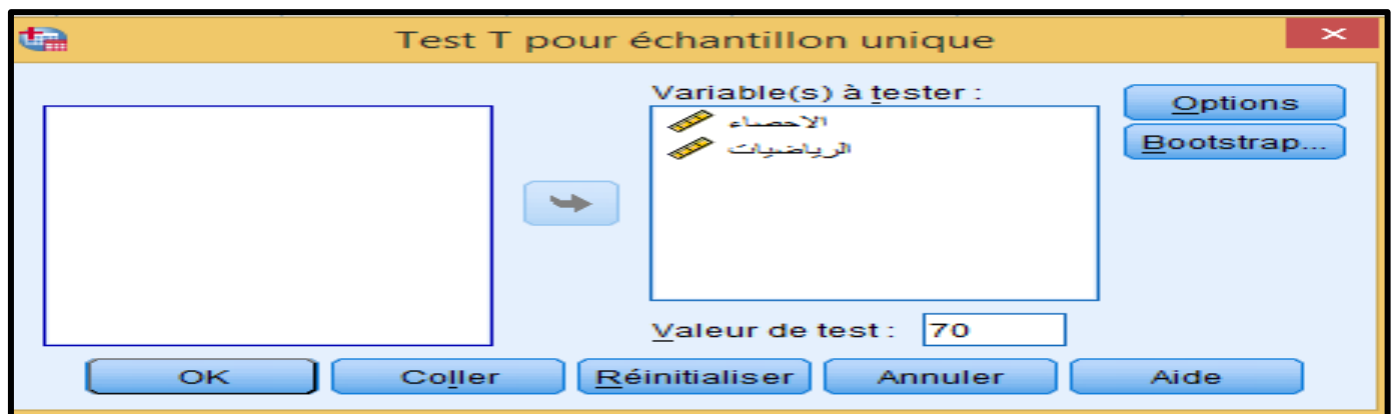 Test T pour échantillon unique
Variable(s) à tester :
الاحصاء
الرياضيات
Options
Bootstrap...
Valeur de test : 70
OK Coller Réinitialiser Annuler Aide